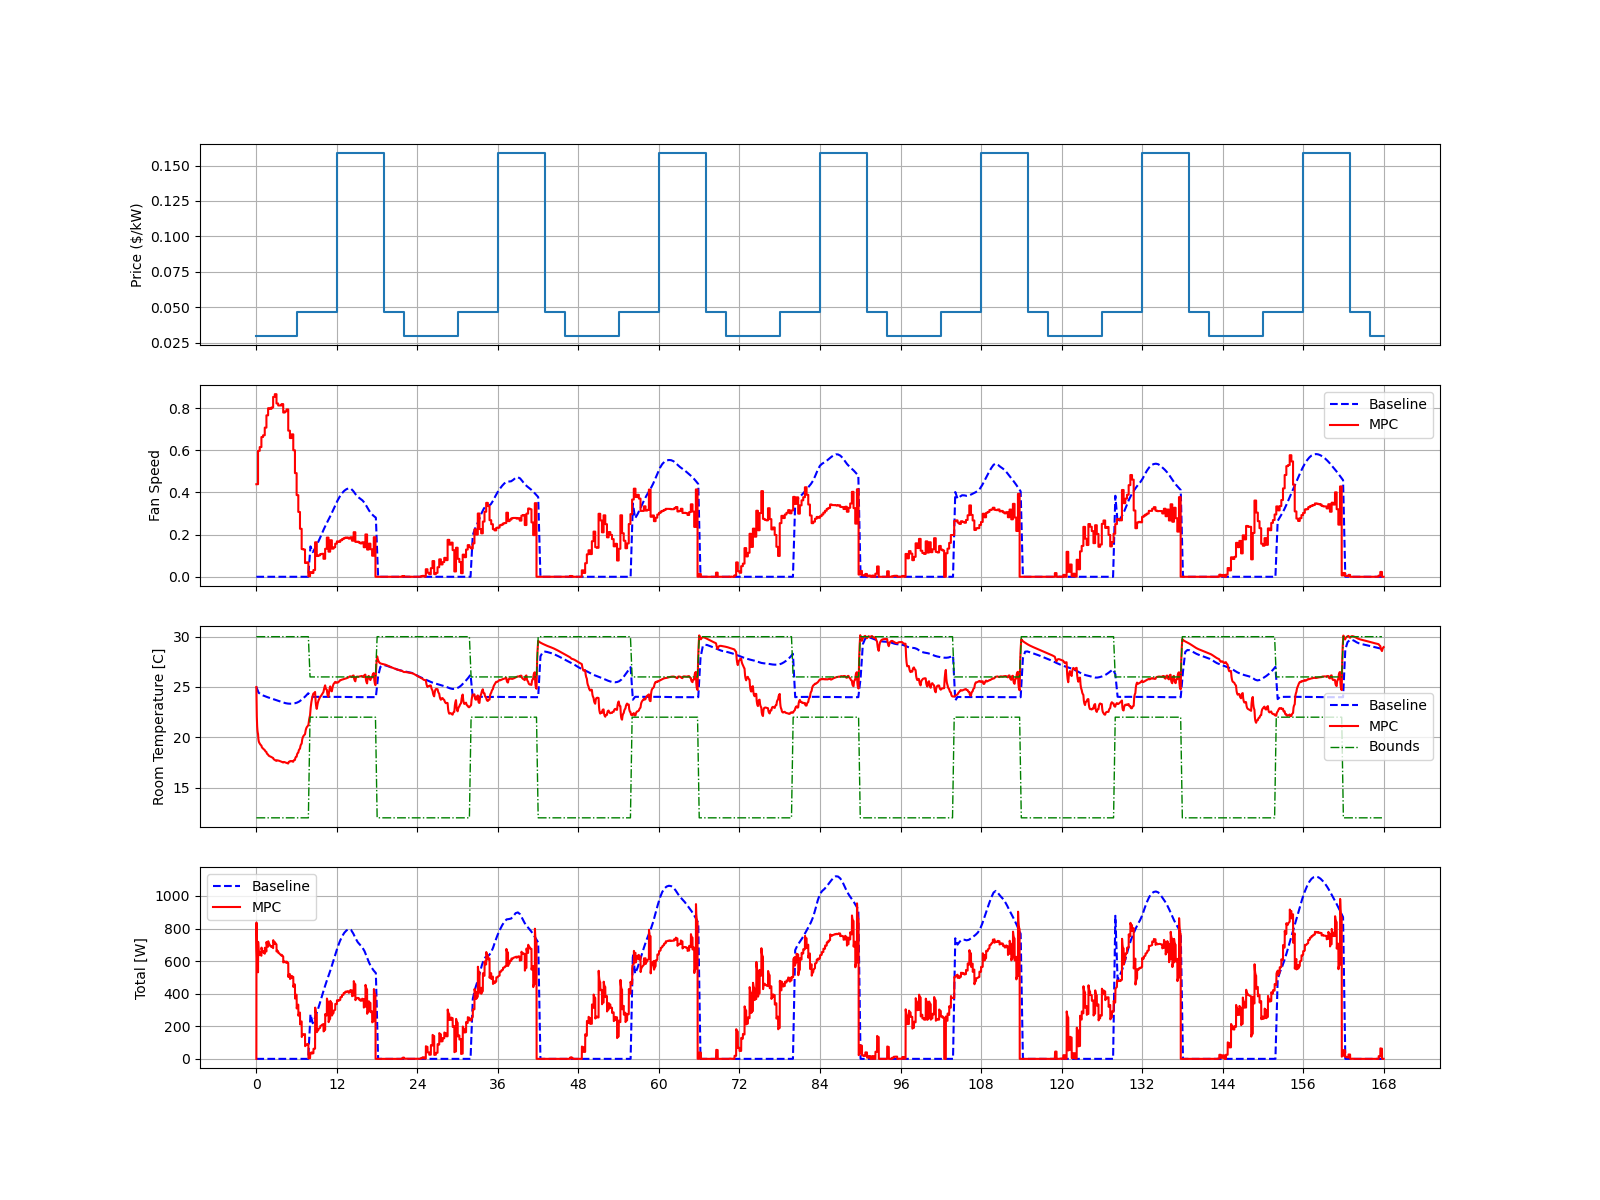 Price ($/kW)
0.150
0.125
0.100
0.075
0.050
0.025
Fan Speed
0.8
0.6
0.4
0.2
0.0
Baseline
MPC
Room Temperature [C]
30
25
20
15
Baseline
MPC
Bounds
Total [W]
1000
800
600
400
200
0
Baseline
MPC
0 12 24 36 48 60 72 84 96 108 120 132 144 156 168